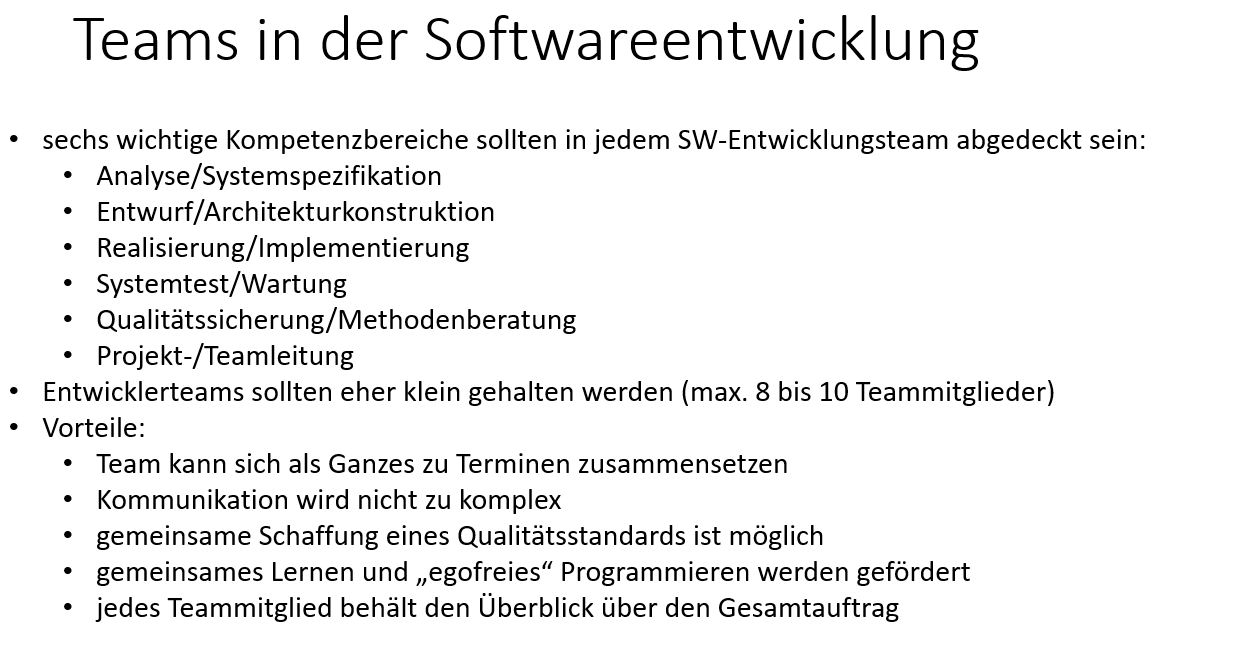 Teams in der Softwareentwicklung
• sechs wichtige Kompetenzbereiche sollten in jedem SW-Entwicklungsteam abgedeckt sein:
• Analyse/Systemspezifikation
• Entwurf/Architekturkonstruktion
• Realisierung/Implementierung
• Systemtest/Wartung
• Qualitätssicherung/Methodenberatung
• Projekt-/Teamleitung
• Entwicklerteams sollten eher klein gehalten werden (max. 8 bis 10 Teammitglieder)
• Vorteile:
• Team kann sich als Ganzes zu Terminen zusammensetzen
• Kommunikation wird nicht zu komplex
• gemeinsame Schaffung eines Qualitätsstandards ist möglich
• gemeinsames Lernen und „egofreies“ Programmieren werden gefördert
• jedes Teammitglied behält den Überblick über den Gesamtauftrag